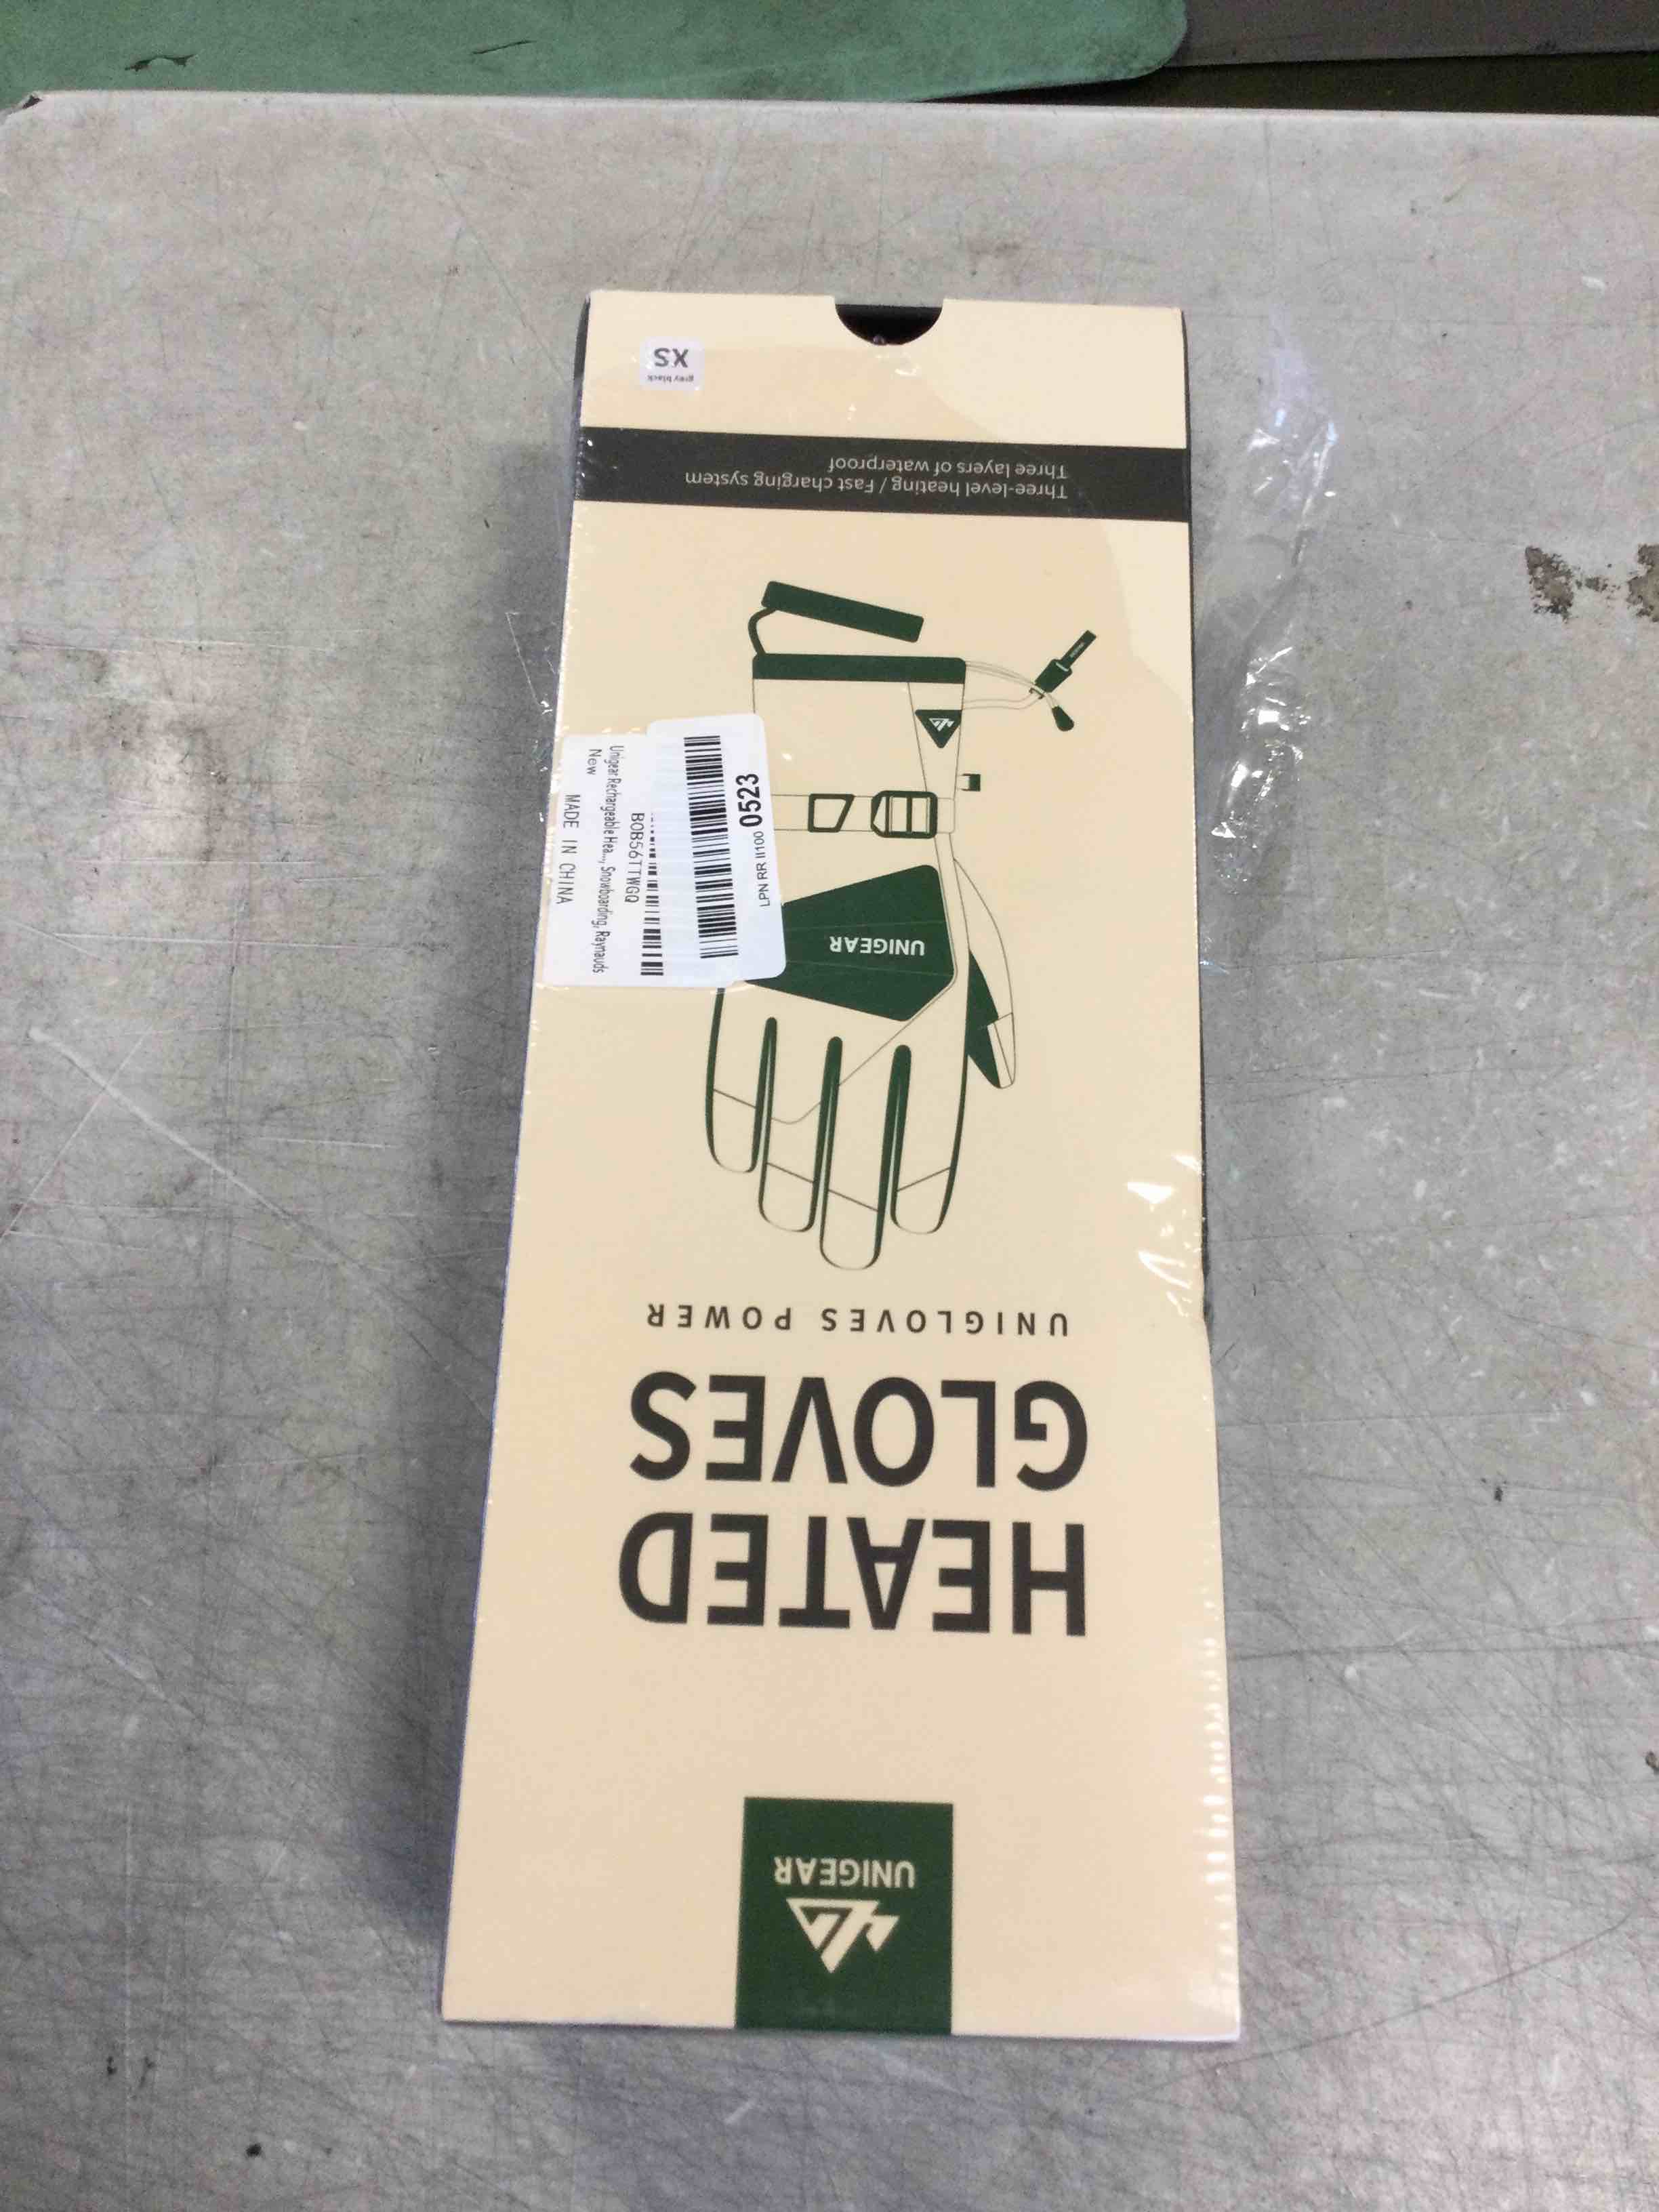 UNIGEAR
HEATED
GLOVES
UNIGLOVES POWER
UNIGEAR
Three-level heating / Fast charging system
Three layers of waterproof
grey black
XS
LPN RR II100 0523
B0B56TTWGQ
Unigear Rechargeable Hea..., Snowboarding, Raynauds
New
MADE IN CHINA